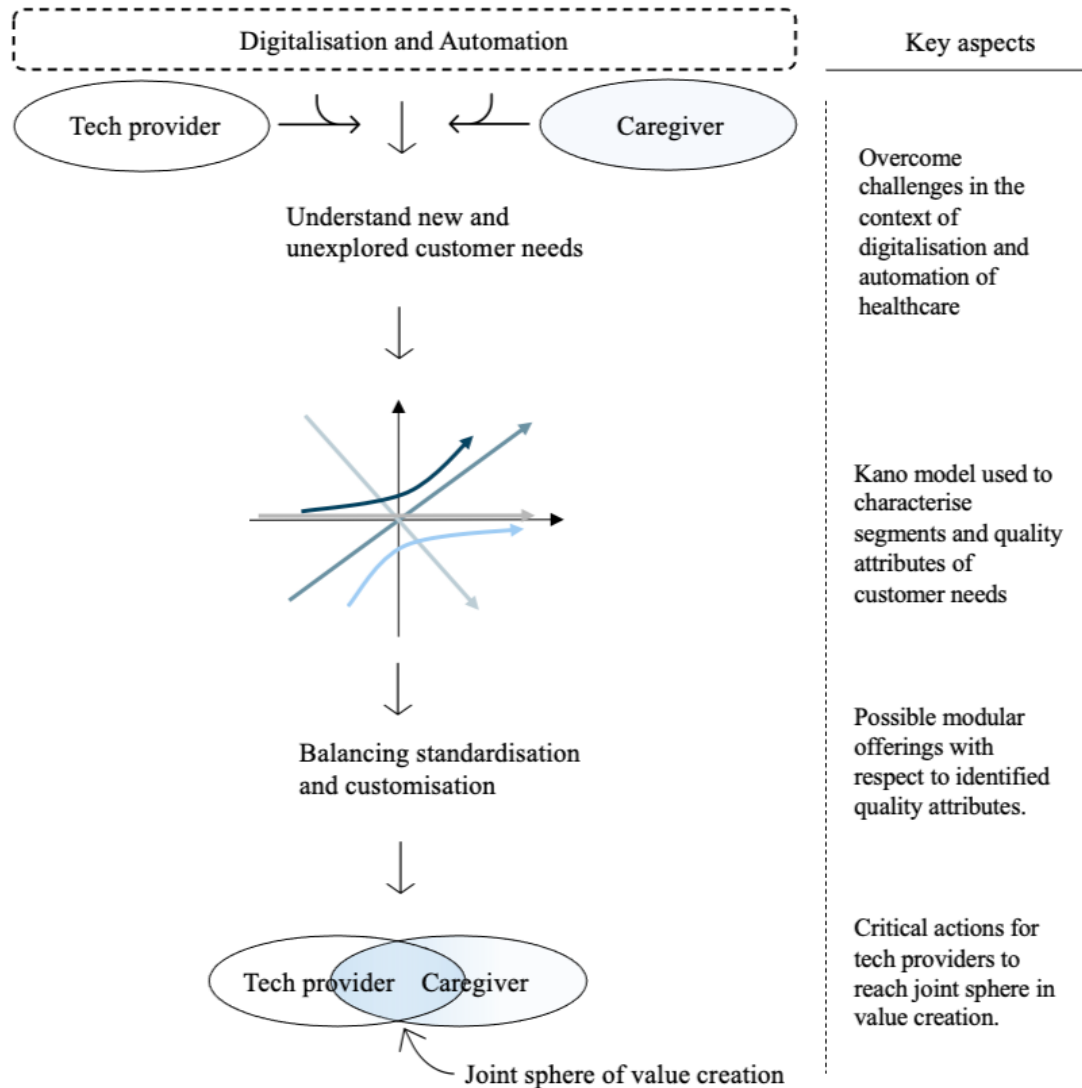 Digitalisation and Automation
Key aspects
Tech provider
Caregiver
Overcome
challenges in the
context of
digitalisation and
automation of
healthcare
Understand new and
unexplored customer needs
Kano model used to
characterise
segments and quality
attributes of
customer needs
Possible modular
offerings with
respect to identified
quality attributes.
Balancing standardisation
and customisation
Critical actions for
tech providers to
reach joint sphere in
value creation.
Tech provider
Caregiver
Joint sphere of value creation